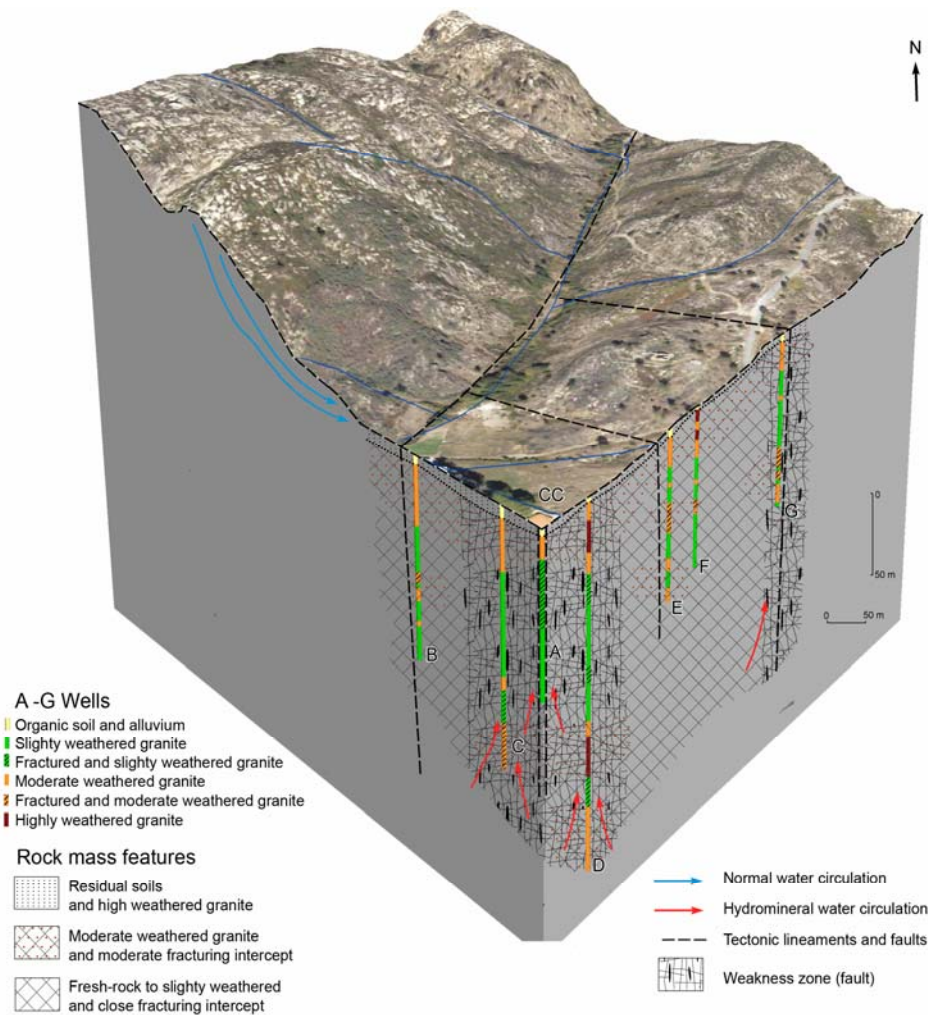 N
CC
0
50 m
0 50 m
A
B
C
D
E
F
G
A -G Wells
Organic soil and alluvium
Slighty weathered granite
Fractured and slighty weathered granite
Moderate weathered granite
Fractured and moderate weathered granite
Highly weathered granite
Rock mass features
Residual soils
and high weathered granite
Moderate weathered granite
and moderate fracturing intercept
Fresh-rock to slightly weathered
and close fracturing intercept
Normal water circulation
Hydromineral water circulation
Tectonic lineaments and faults
Weakness zone (fault)